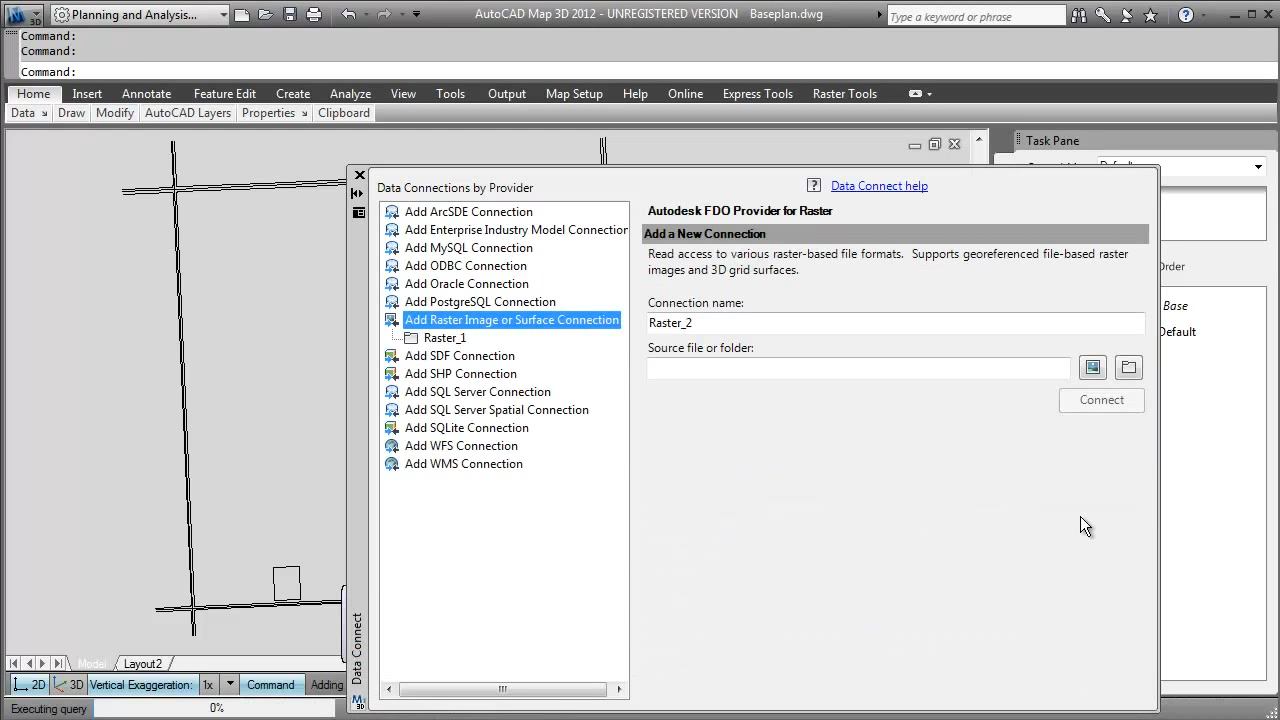 Planning and Analysis...
AutoCAD Map 3D 2012 - UNREGISTERED VERSION
Baseplan.dwg
Type a keyword or phrase
3D
Command:
Command:
Command:
Home
Insert
Annotate
Feature Edit
Create
Analyze
View
Tools
Output
Map Setup
Help
Online
Express Tools
Raster Tools
Data
Draw
Modify
AutoCAD Layers
Properties
Clipboard
Task Pane
Data Connections by Provider
Data Connect help
Add ArcSDE Connection
Add Enterprise Industry Model Connection
Add MySQL Connection
Add ODBC Connection
Add Oracle Connection
Add PostgreSQL Connection
Add Raster Image or Surface Connection
Raster_1
Add SDF Connection
Add SHP Connection
Add SQL Server Connection
Add SQL Server Spatial Connection
Add SQLite Connection
Add WFS Connection
Add WMS Connection
Autodesk FDO Provider for Raster
Add a New Connection
Read access to various raster-based file formats. Supports georeferenced file-based raster
images and 3D grid surfaces.
Connection name:
Raster_2
Source file or folder:
Connect
Order
Base
Default
Data Connect
Model
Layout2
2D
3D
Vertical Exaggeration:
1x
Command
Adding
Executing query
0%